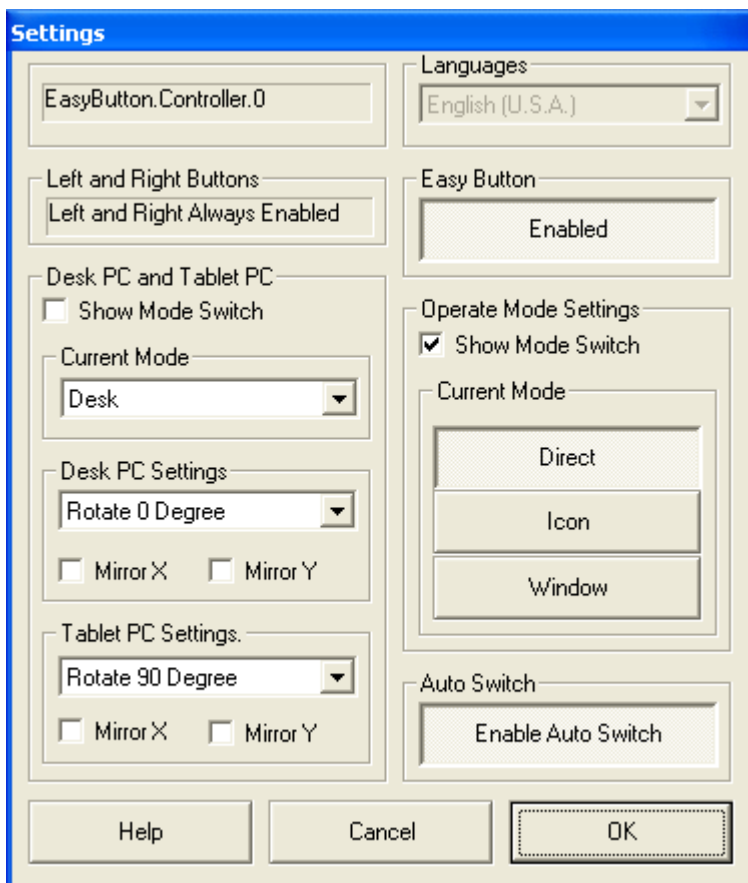 Settings
EasyButton.Controller.0
Languages
English (U.S.A.)
Left and Right Buttons
Left and Right Always Enabled
Easy Button
Enabled
Desk PC and Tablet PC
Show Mode Switch
Current Mode
Desk
Desk PC Settings
Rotate 0 Degree
Mirror X
Mirror Y
Tablet PC Settings.
Rotate 90 Degree
Mirror X
Mirror Y
Operate Mode Settings
Show Mode Switch
Current Mode
Direct
Icon
Window
Auto Switch
Enable Auto Switch
Help
Cancel
OK